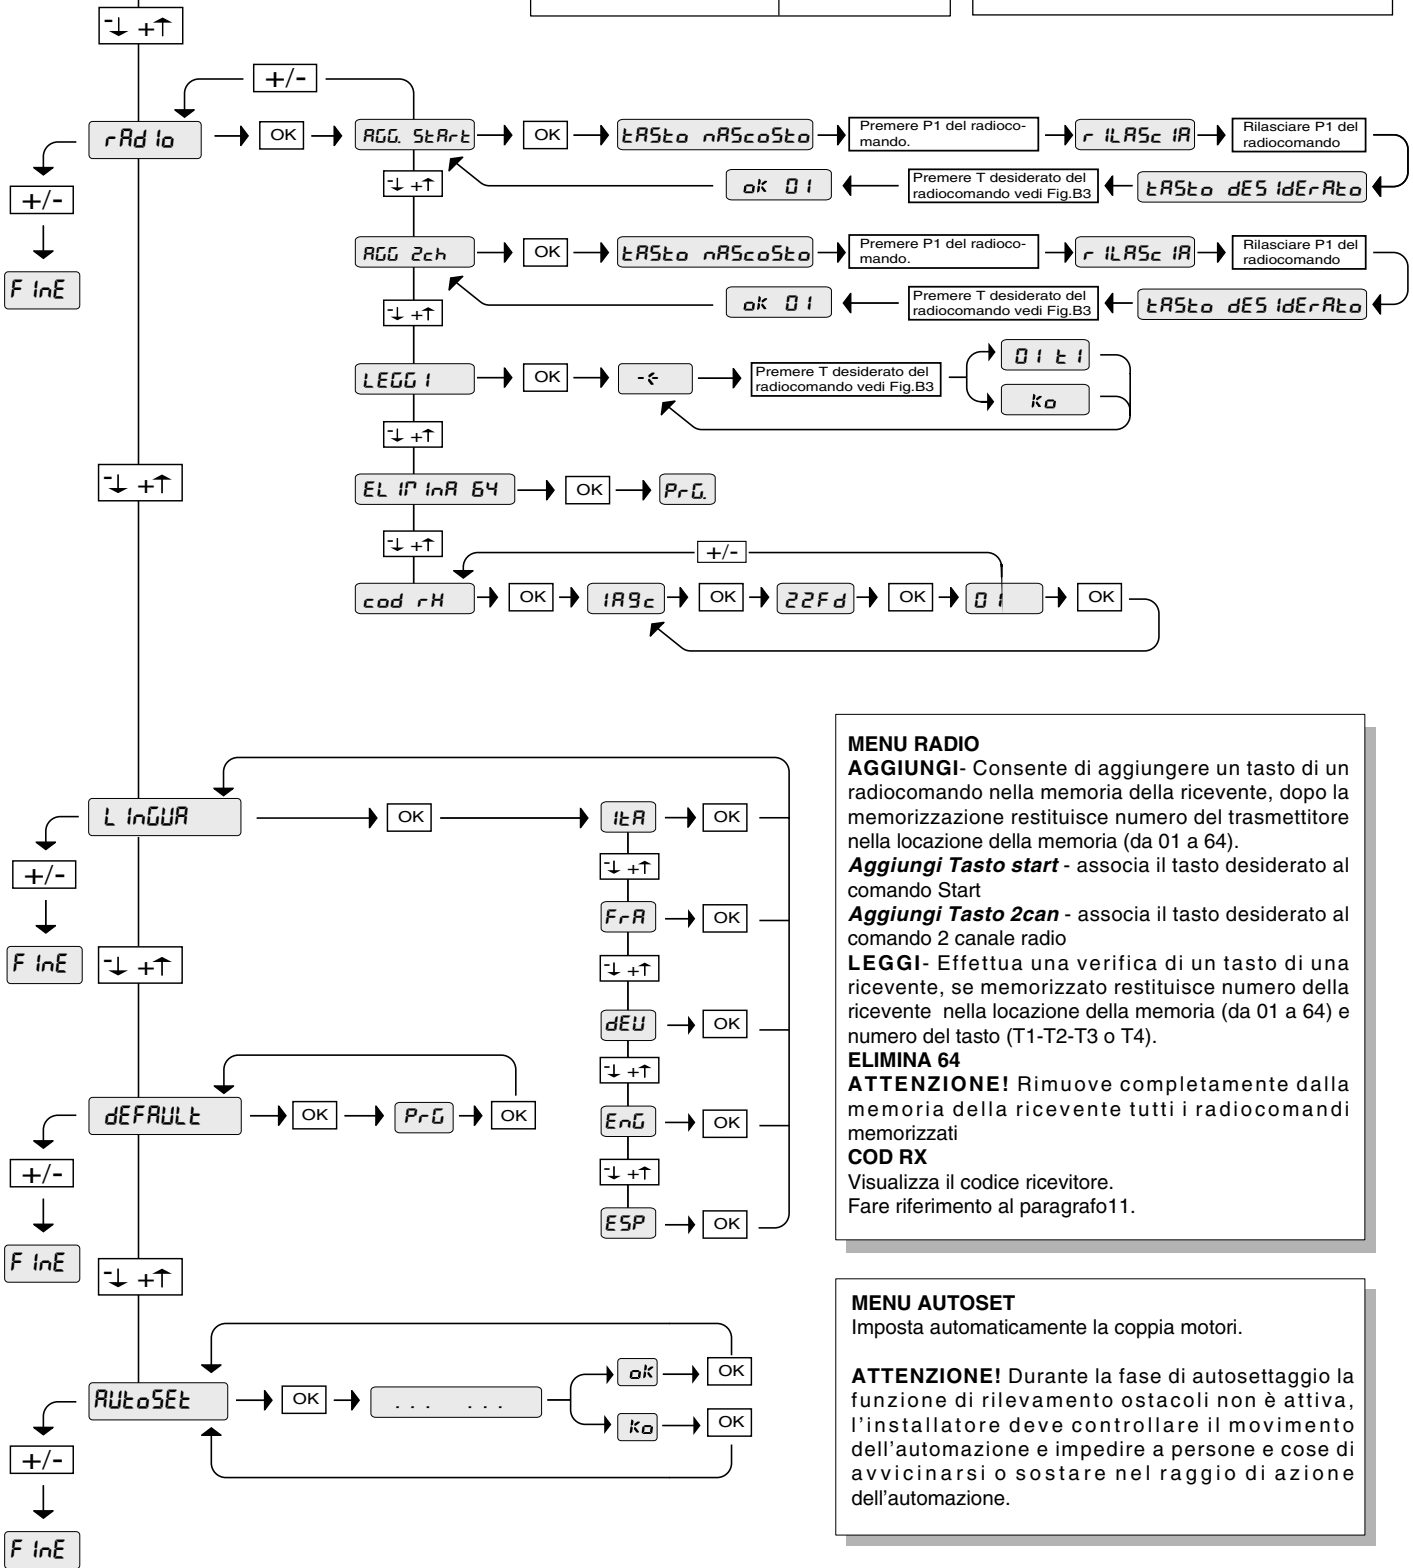 -↓ +↑
+/-
rAdIo
OK
AGG. StArt
OK
tASto nAScoSto
Premere P1 del radioco-
mando.
rILASc IA
Rilasciare P1 del
radiocomando
-↓ +↑
oK 01
Premere T desiderato del
radiocomando vedi Fig.B3
tASto dESIdErAto
+/-
FInE
AGG 2ch
OK
tASto nAScoSto
Premere P1 del radioco-
mando.
rILASc IA
Rilasciare P1 del
radiocomando
-↓ +↑
oK 01
Premere T desiderato del
radiocomando vedi Fig.B3
tASto dESIdErAto
LEGGI
OK
-<-
Premere T desiderato del
radiocomando vedi Fig.B3
01 t1
Ko
-↓ +↑
-↓ +↑
ELIMInA 64
OK
PrG.
-↓ +↑
+/-
cod rH
OK
1A9c
OK
22Fd
OK
01
OK
LInGUA
OK
ItA
OK
-↓ +↑
+/-
FrA
OK
FInE
-↓ +↑
-↓ +↑
dEU
OK
-↓ +↑
dEFAULt
OK
PrG
OK
EnG
OK
+/-
-↓ +↑
ESP
OK
FInE
-↓ +↑
AUtoSEt
OK
... ...
oK
OK
Ko
OK
+/-
FInE
MENU RADIO
AGGIUNGI- Consente di aggiungere un tasto di un
radiocomando nella memoria della ricevente, dopo la
memorizzazione restituisce numero del trasmettitore
nella locazione della memoria (da 01 a 64).
Aggiungi Tasto start - associa il tasto desiderato al
comando Start
Aggiungi Tasto 2can - associa il tasto desiderato al
comando 2 canale radio
LEGGI- Effettua una verifica di un tasto di una
ricevente, se memorizzato restituisce numero della
ricevente nella locazione della memoria (da 01 a 64) e
numero del tasto (T1-T2-T3 o T4).
ELIMINA 64
ATTENZIONE! Rimuove completamente dalla
memoria della ricevente tutti i radiocomandi
memorizzati
COD RX
Visualizza il codice ricevitore.
Fare riferimento al paragrafo11.
MENU AUTOSET
Imposta automaticamente la coppia motori.
ATTENZIONE! Durante la fase di autosettaggio la
funzione di rilevamento ostacoli non è attiva,
l'installatore deve controllare il movimento
dell'automazione e impedire a persone e cose di
avvicinarsi o sostare nel raggio di azione
dell'automazione.